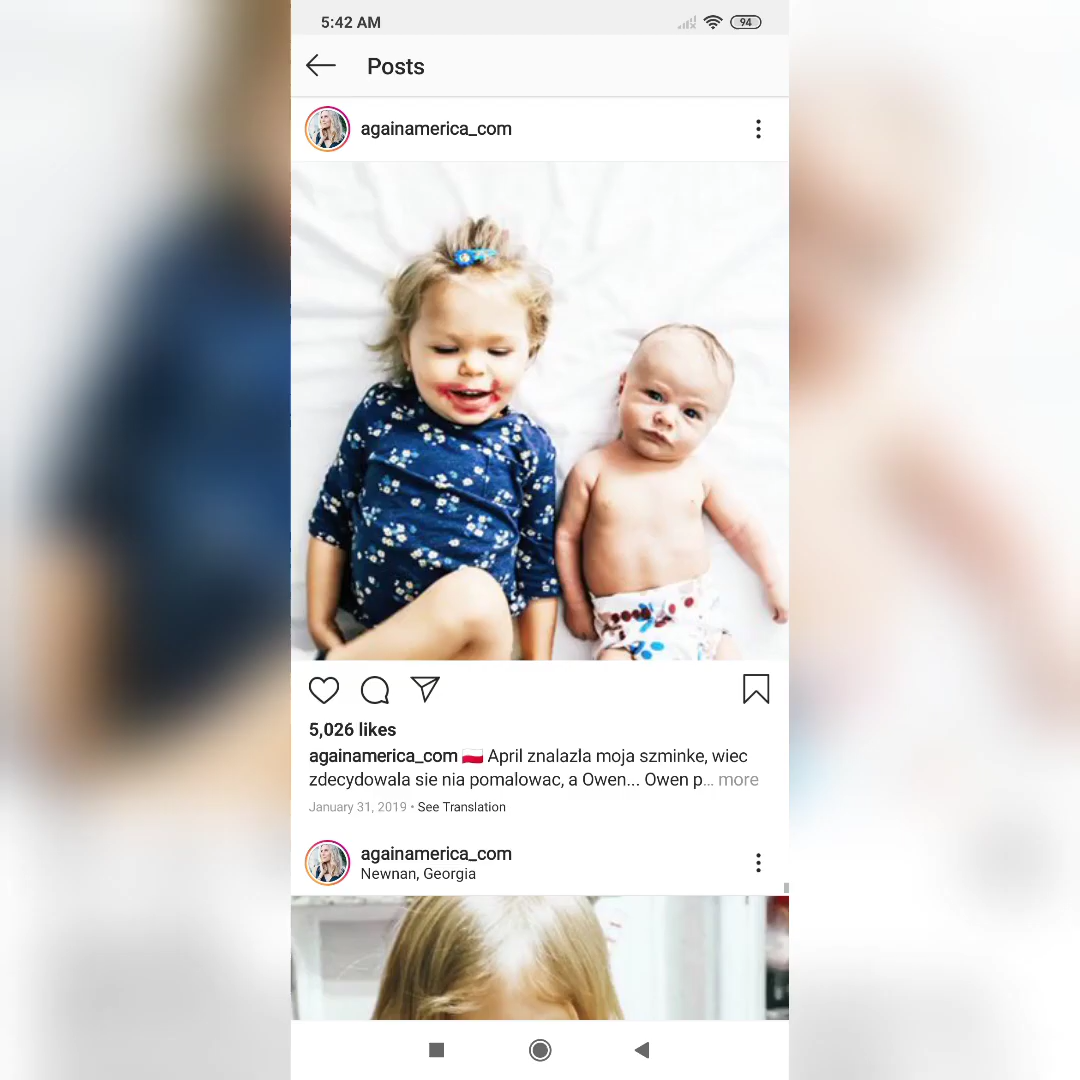 5:42 AM
94
Posts
againamerica_com
5,026 likes
againamerica_com 🇵🇱 April znalazla moja szminke, wiec
zdecydowala sie nia pomalowac, a Owen... Owen p... more
January 31, 2019 • See Translation
againamerica_com
Newnan, Georgia